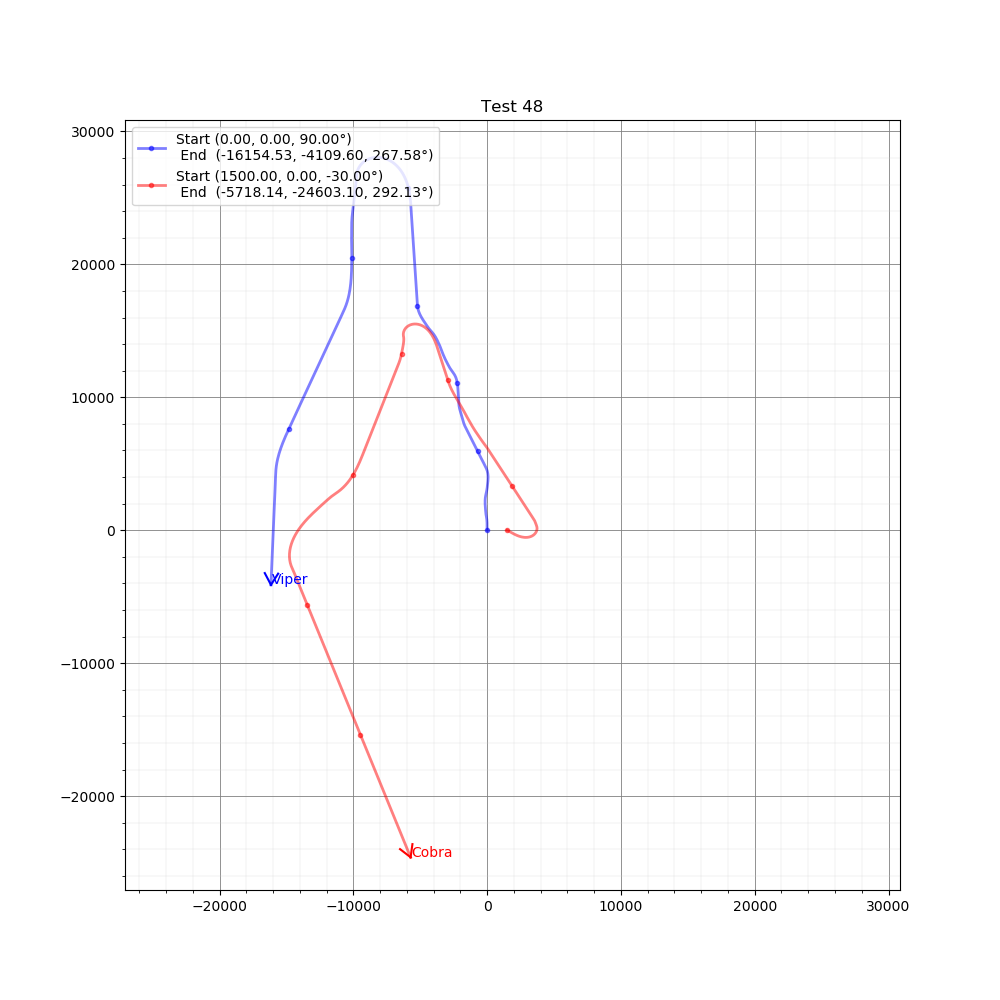 Test 48
Start (0.00, 0.00, 90.00°)
End (-16154.53, -4109.60, 267.58°)
Start (1500.00, 0.00, -30.00°)
End (-5718.14, -24603.10, 292.13°)
30000
20000
10000
0
−10000
−20000
Viper
Cobra
−20000
−10000
0
10000
20000
30000